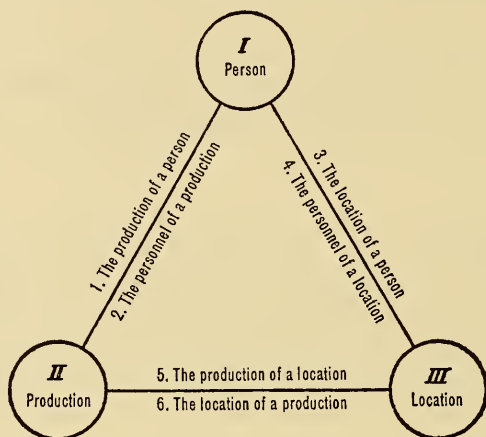 I
Person
1. The production of a person
2. The personnel of a production
3. The location of a person
4. The personnel of a location
II
Production
5. The production of a location
6. The location of a production
III
Location